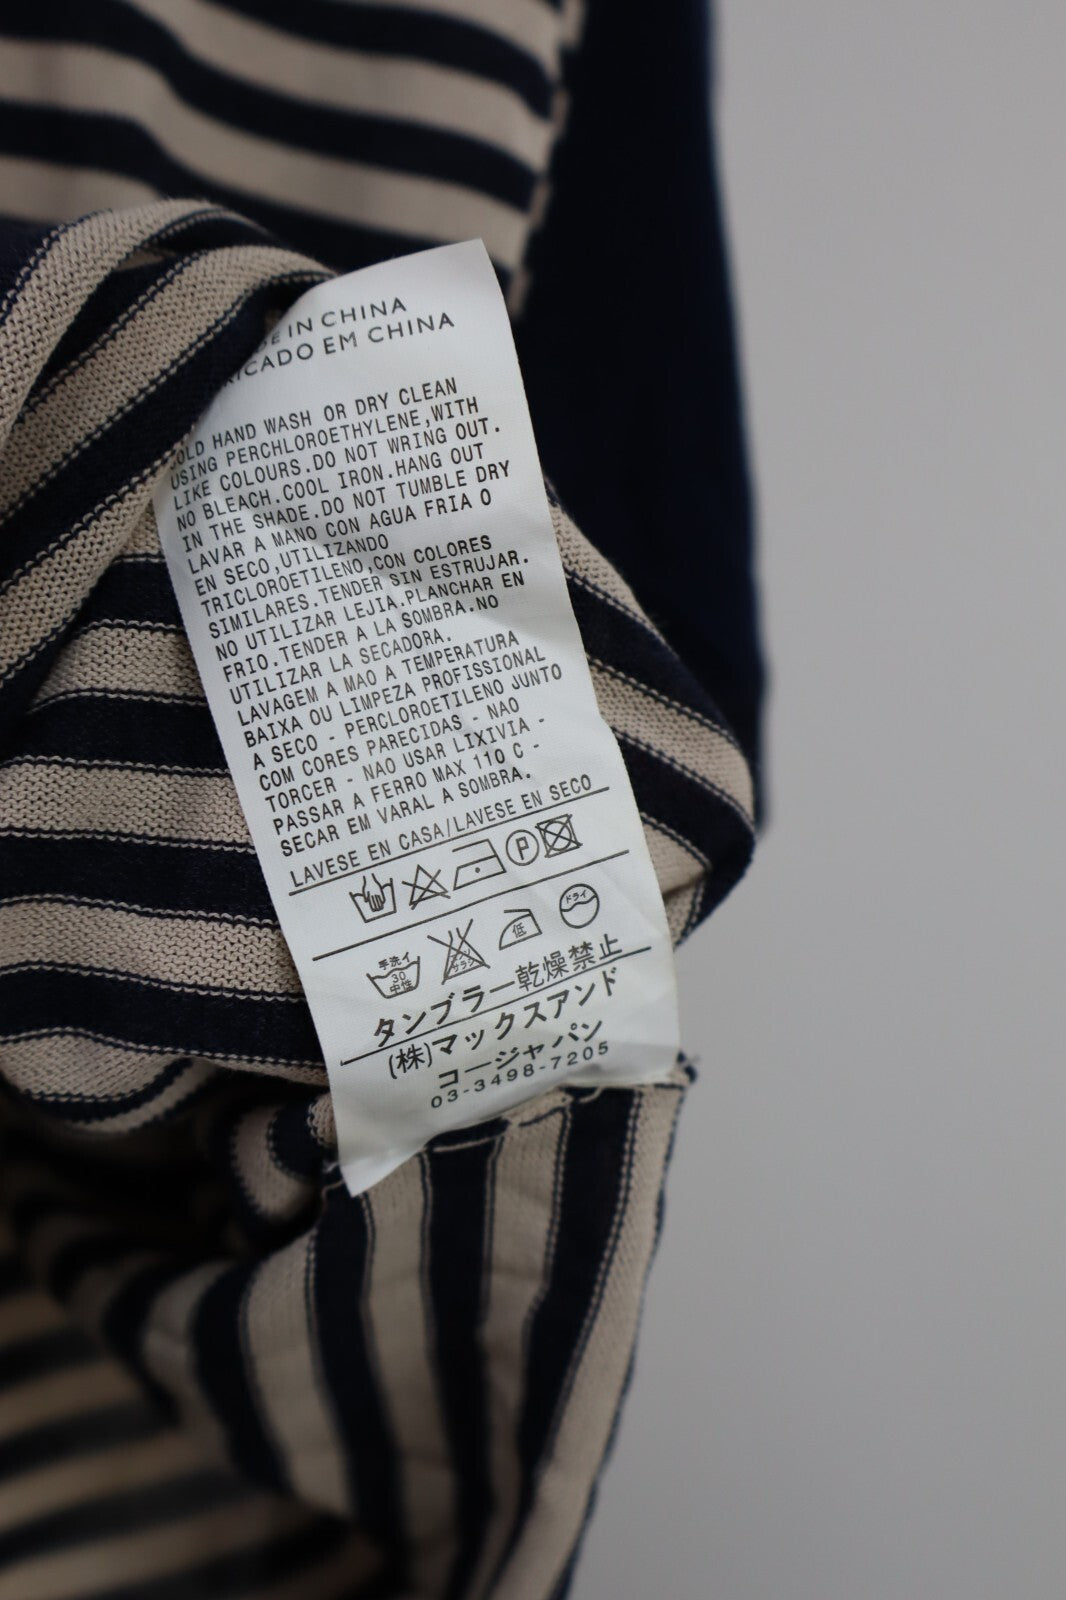 IN CHINA
EM CHINA
HAND WASH OR DRY CLEAN
USING PERCHLOROETHYLENE,WITH
LIKE COLOURS.DO NOT WRING OUT.
NO BLEACH.COOL IRON.HANG OUT
IN THE SHADE.DO NOT TUMBLE DRY
LAVAR A MANO CON AGUA FRIA O
EN SECO,UTILIZANDO
TRICLOROETILENO,CON COLORES
SIMILARES.TENDER SIN ESTRUJAR.
NO UTILIZAR LEJIA.PLANCHAR EN
FRIO.TENDER A LA SOMBRA.NO
UTILIZAR LA SECADORA.
LAVAGEM A MAO A TEMPERATURA
BAIXA OU LIMPEZA PROFISSIONAL
A SECO - PERCLOROETILENO JUNTO
COM CORES PARECIDAS - NAO
TORCER - NAO USAR LIXIVIA -
PASSAR A FERRO MAX 110 C -
SECAR EM VARAL A SOMBRA.
LAVESE EN CASA/LAVESE EN SECO
P
手洗イ 30 中性 エンソ サラシ 低 ドライ
タンブラー乾燥禁止
(株)マックスアンド
コージャパン
03-3498-7205